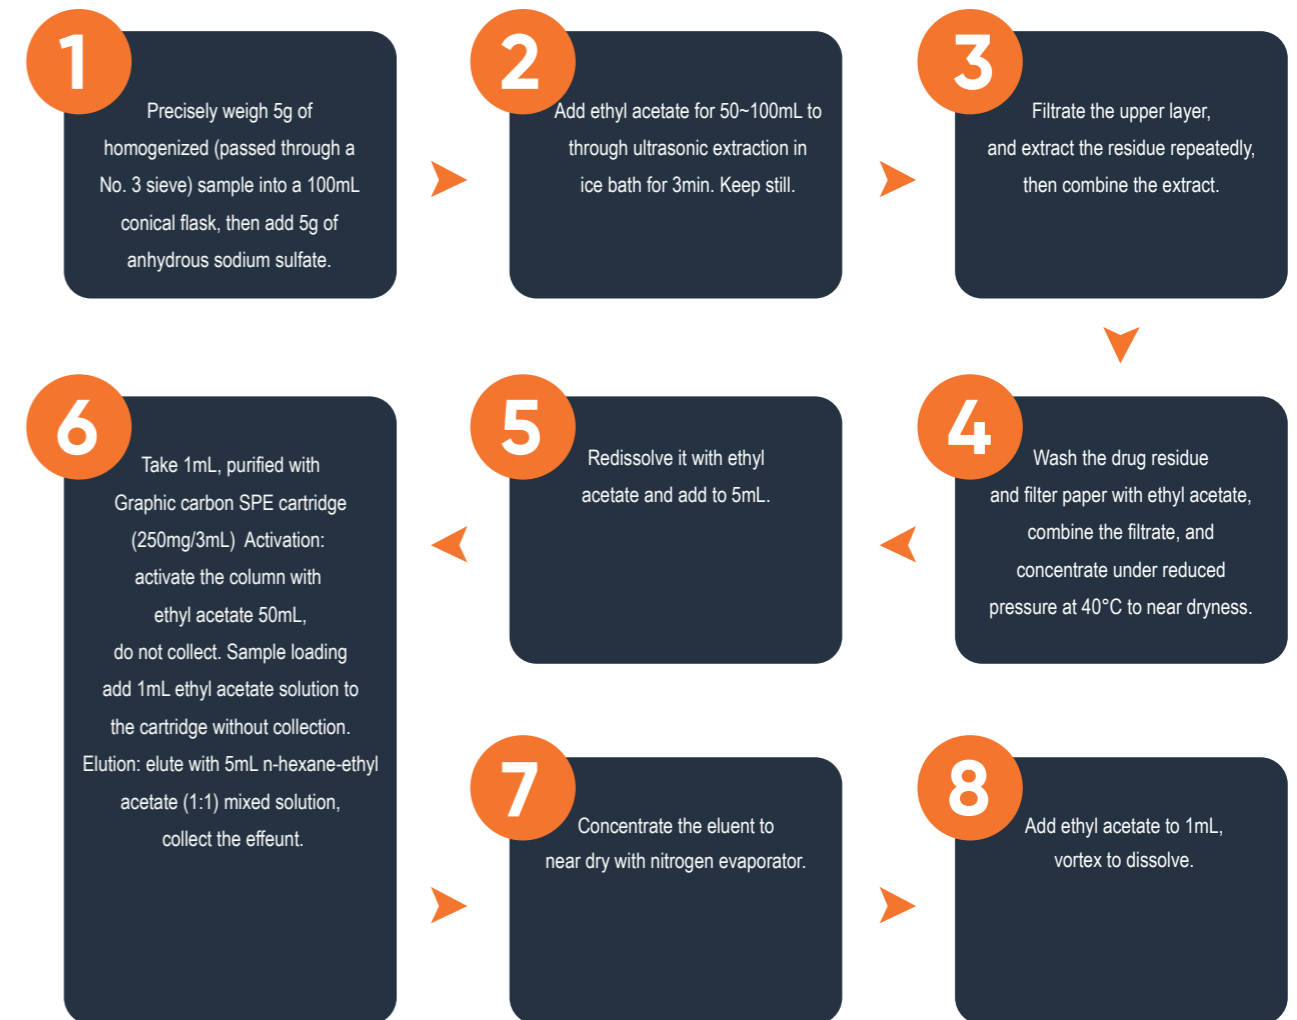 1
Precisely weigh 5g of
homogenized (passed through a
No. 3 sieve) sample into a 100mL
conical flask, then add 5g of
anhydrous sodium sulfate.
2
Add ethyl acetate for 50~100mL to
through ultrasonic extraction in
ice bath for 3min. Keep still.
3
Filtrate the upper layer,
and extract the residue repeatedly,
then combine the extract.
4
Wash the drug residue
and filter paper with ethyl acetate,
combine the filtrate, and
concentrate under reduced
pressure at 40°C to near dryness.
5
Redissolve it with ethyl
acetate and add to 5mL.
6
Take 1mL, purified with
Graphic carbon SPE cartridge
(250mg/3mL) Activation:
activate the column with
ethyl acetate 50mL,
do not collect. Sample loading
add 1mL ethyl acetate solution to
the cartridge without collection.
Elution: elute with 5mL n-hexane-ethyl
acetate (1:1) mixed solution,
collect the effeunt.
7
Concentrate the eluent to
near dry with nitrogen evaporator.
8
Add ethyl acetate to 1mL,
vortex to dissolve.